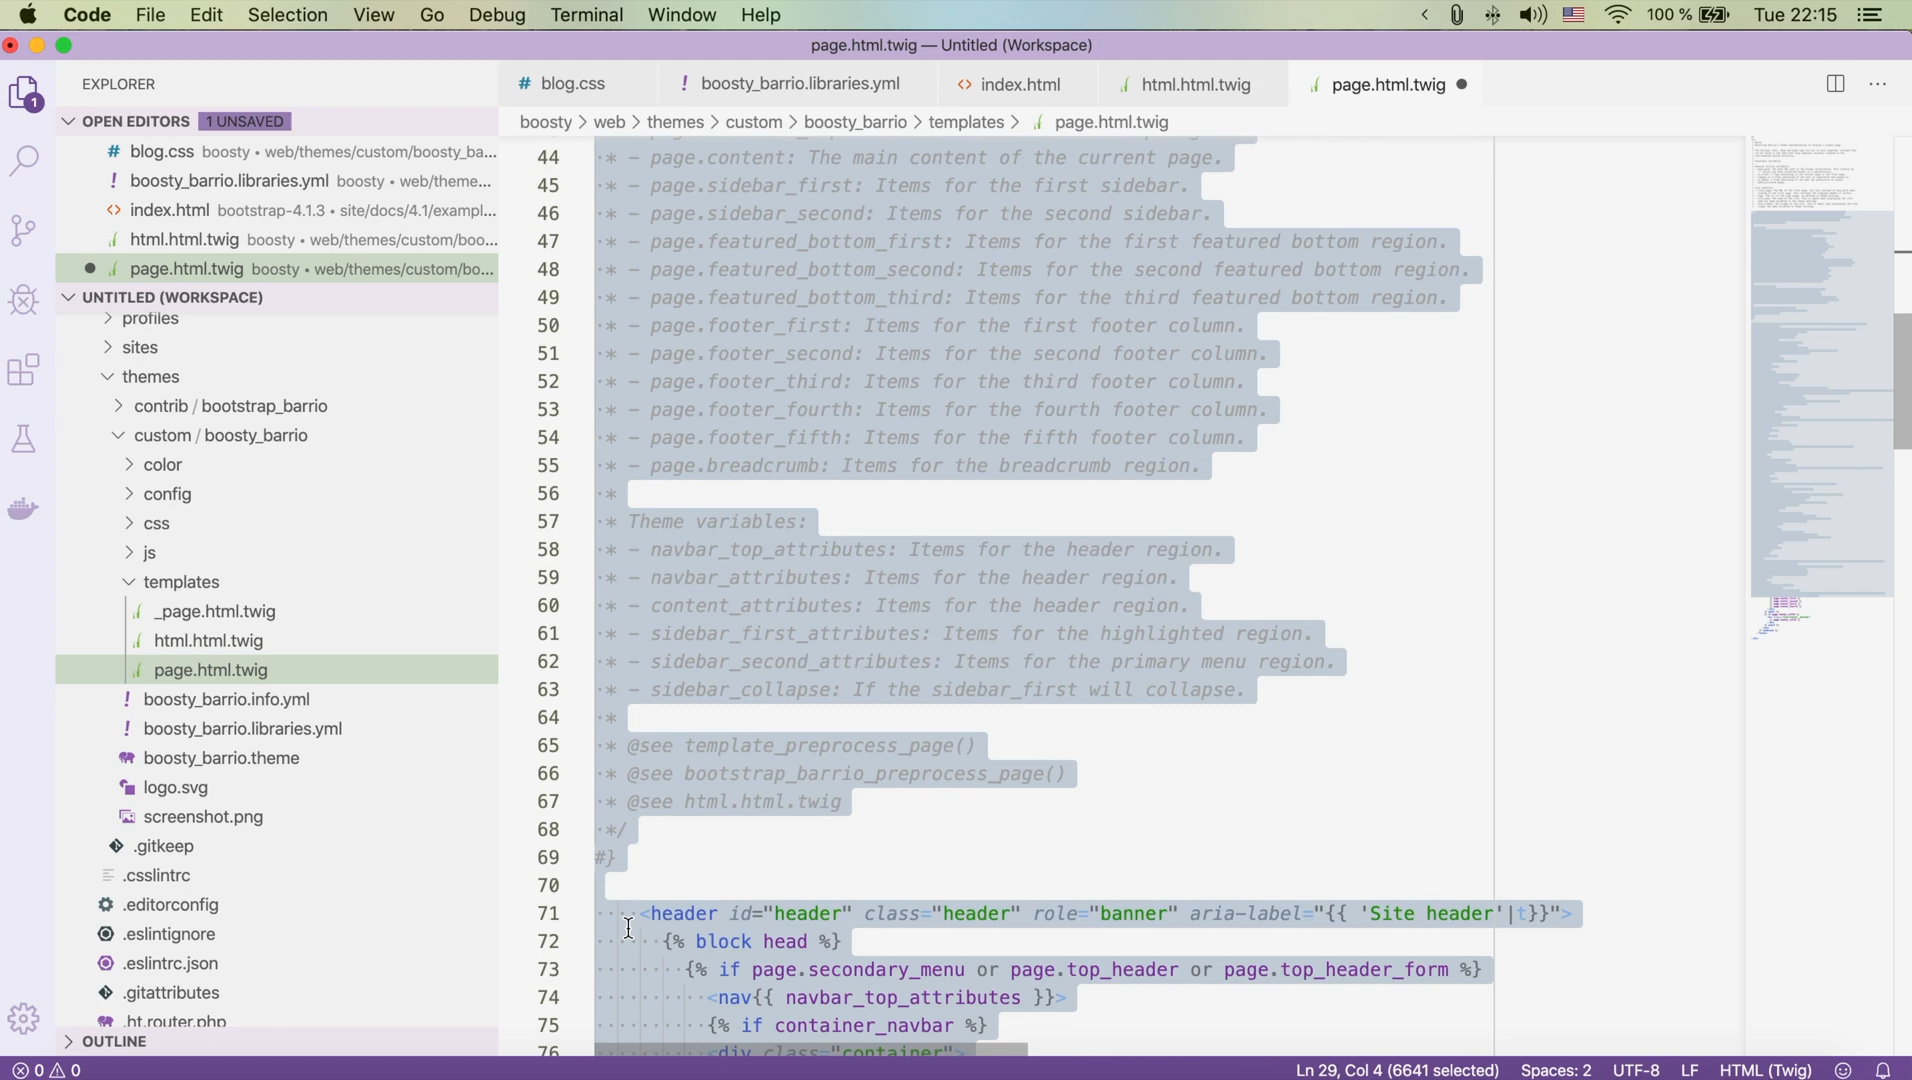 Code File Edit Selection View Go Debug Terminal Window Help 100 % Tue 22:15
page.html.twig — Untitled (Workspace)
EXPLORER
# blog.css ! boosty_barrio.libraries.yml <> index.html html.html.twig page.html.twig
OPEN EDITORS 1 UNSAVED
boosty > web > themes > custom > boosty_barrio > templates > page.html.twig
# blog.css boosty • web/themes/custom/boosty_ba...
! boosty_barrio.libraries.yml boosty • web/theme...
<> index.html bootstrap-4.1.3 • site/docs/4.1/exampl...
html.html.twig boosty • web/themes/custom/boo...
page.html.twig boosty • web/themes/custom/bo...
UNTITLED (WORKSPACE)
profiles
sites
themes
contrib / bootstrap_barrio
custom / boosty_barrio
color
config
css
js
templates
_page.html.twig
html.html.twig
page.html.twig
! boosty_barrio.info.yml
! boosty_barrio.libraries.yml
boosty_barrio.theme
logo.svg
screenshot.png
.gitkeep
.csslintrc
.editorconfig
.eslintignore
.eslintrc.json
.gitattributes
.ht.router.php
OUTLINE
1
44 * - page.content: The main content of the current page.
45 * - page.sidebar_first: Items for the first sidebar.
46 * - page.sidebar_second: Items for the second sidebar.
47 * - page.featured_bottom_first: Items for the first featured bottom region.
48 * - page.featured_bottom_second: Items for the second featured bottom region.
49 * - page.featured_bottom_third: Items for the third featured bottom region.
50 * - page.footer_first: Items for the first footer column.
51 * - page.footer_second: Items for the second footer column.
52 * - page.footer_third: Items for the third footer column.
53 * - page.footer_fourth: Items for the fourth footer column.
54 * - page.footer_fifth: Items for the fifth footer column.
55 * - page.breadcrumb: Items for the breadcrumb region.
56 *
57 * Theme variables:
58 * - navbar_top_attributes: Items for the header region.
59 * - navbar_attributes: Items for the header region.
60 * - content_attributes: Items for the header region.
61 * - sidebar_first_attributes: Items for the highlighted region.
62 * - sidebar_second_attributes: Items for the primary menu region.
63 * - sidebar_collapse: If the sidebar_first will collapse.
64 *
65 * @see template_preprocess_page()
66 * @see bootstrap_barrio_preprocess_page()
67 * @see html.html.twig
68 */
69 #}
70
71 <header id="header" class="header" role="banner" aria-label="{{ 'Site header'|t}}">
72 {% block head %}
73 {% if page.secondary_menu or page.top_header or page.top_header_form %}
74 <nav{{ navbar_top_attributes }}>
75 {% if container_navbar %}
76 <div class="container">
0 0 Ln 29, Col 4 (6641 selected) Spaces: 2 UTF-8 LF HTML (Twig)